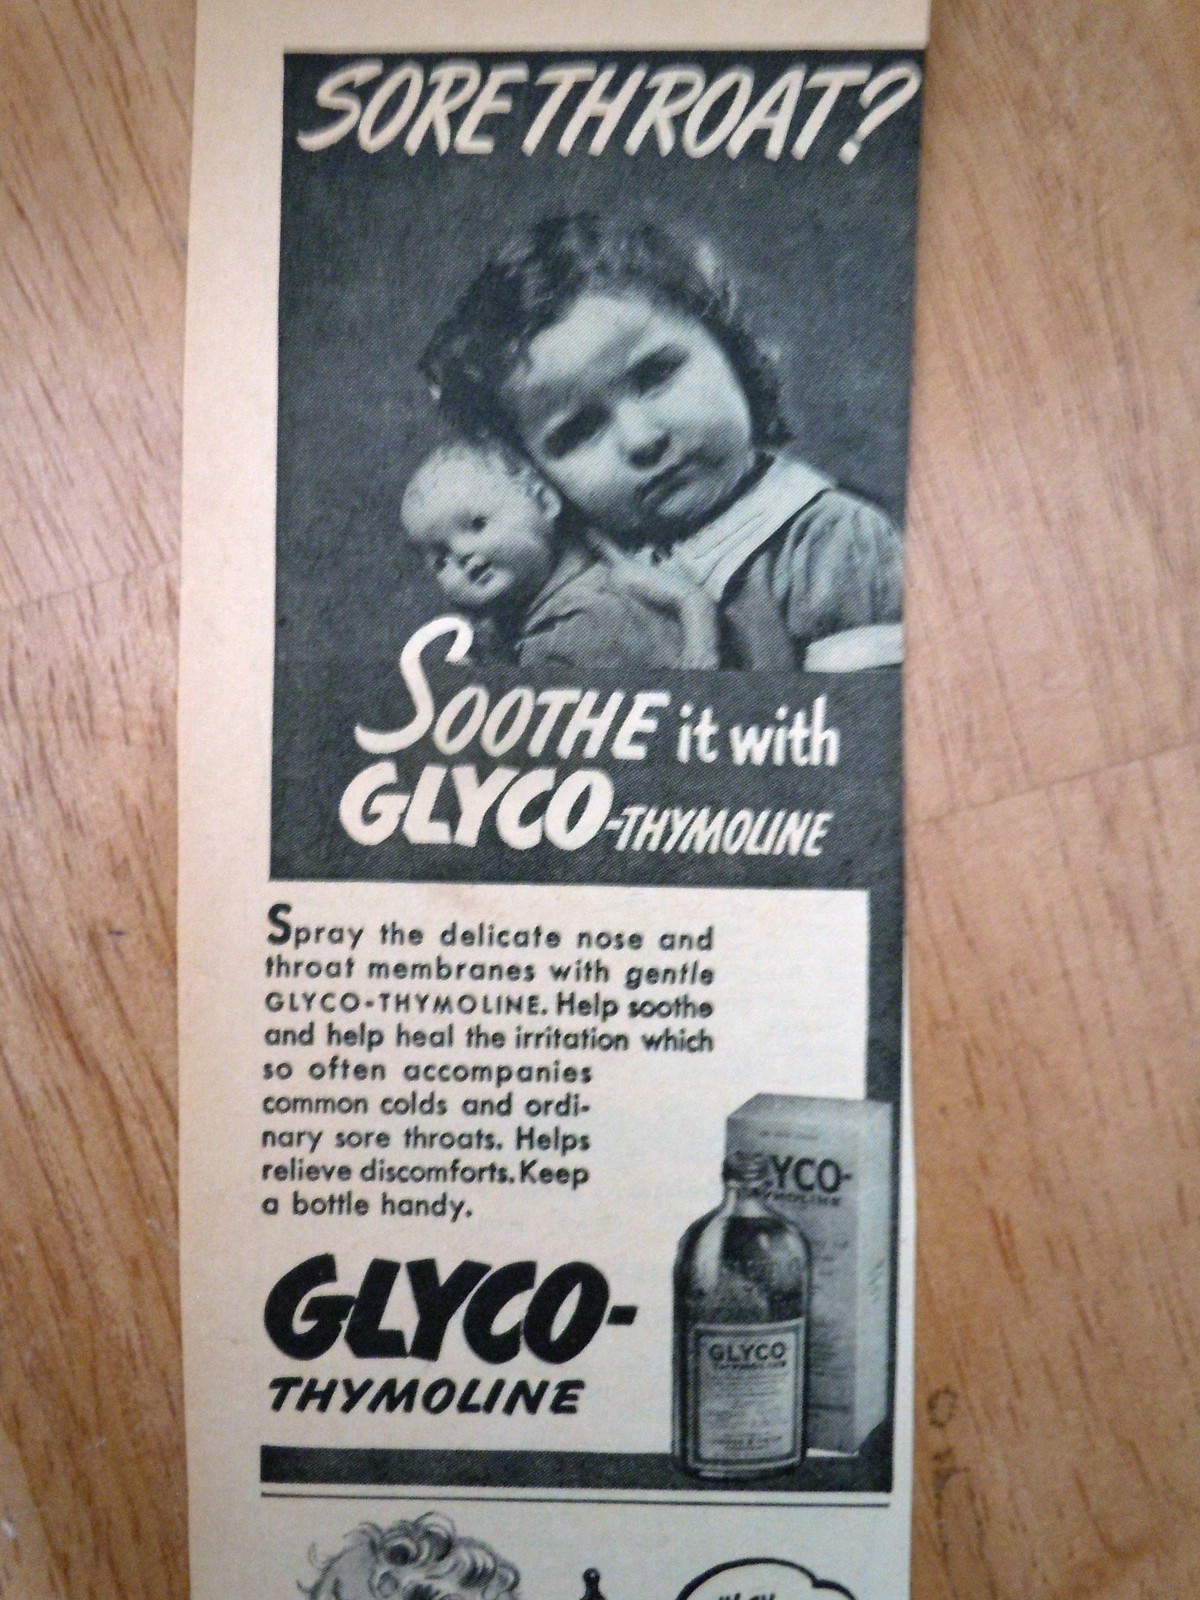 SORE THROAT?
SOOTHE it with
GLYCO-THYMOLINE
Spray the delicate nose and
throat membranes with gentle
GLYCO-THYMOLINE. Help soothe
and help heal the irritation which
so often accompanies
common colds and ordi-
nary sore throats. Helps
relieve discomforts. Keep
a bottle handy.
GLYCO-
THYMOLINE
YCO-
GLYCO